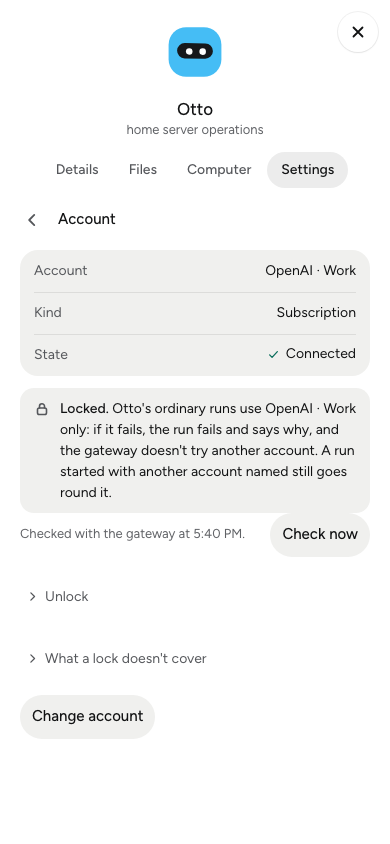 Otto
home server operations
Details Files Computer Settings
Account
Account OpenAI · Work
Kind Subscription
State Connected
Locked. Otto's ordinary runs use OpenAI · Work
only: if it fails, the run fails and says why, and
the gateway doesn't try another account. A run
started with another account named still goes
round it.
Checked with the gateway at 5:40 PM. Check now
Unlock
What a lock doesn't cover
Change account